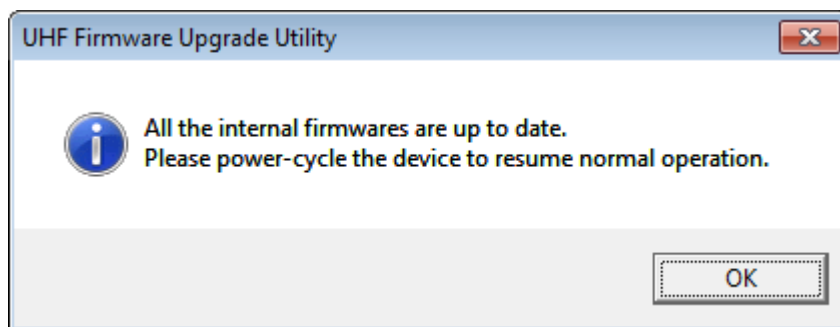 UHF Firmware Upgrade Utility
All the internal firmwares are up to date.
Please power-cycle the device to resume normal operation.
OK